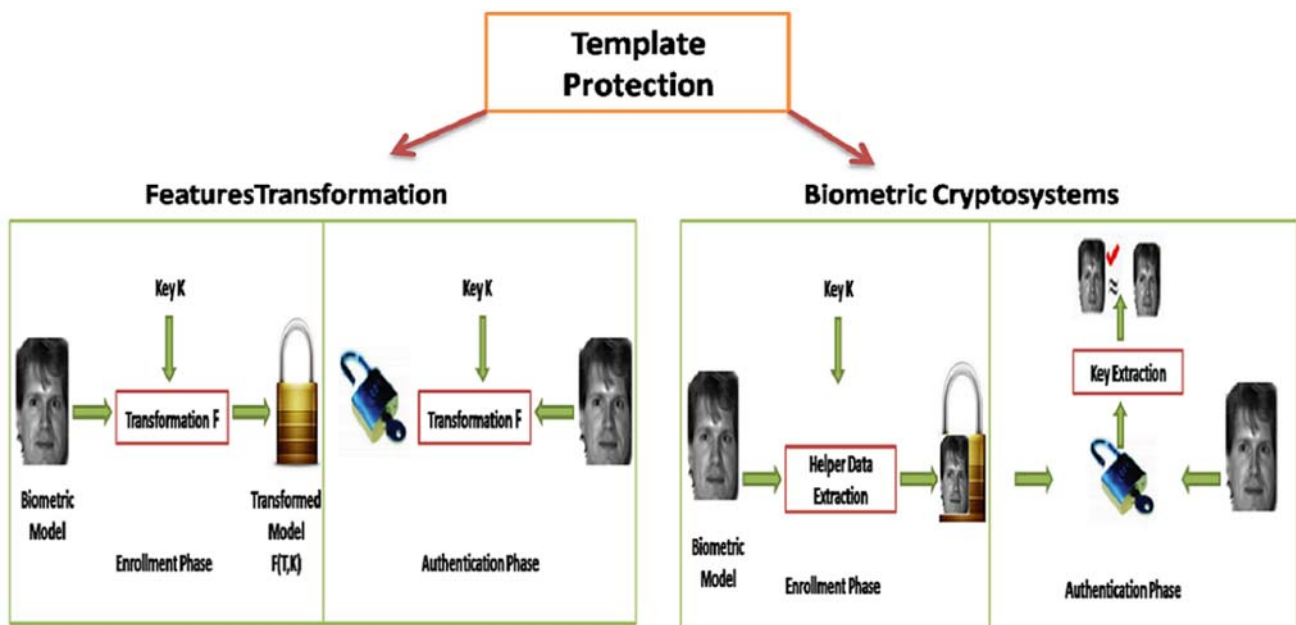 Template
Protection
FeaturesTransformation
Key K
Transformation F
Biometric
Model
Transformed
Model
F(T,K)
Enrollment Phase
Key K
Transformation F
Authentication Phase
Biometric Cryptosystems
Key K
Helper Data
Extraction
Biometric
Model
Enrollment Phase
≈
Key Extraction
Authentication Phase